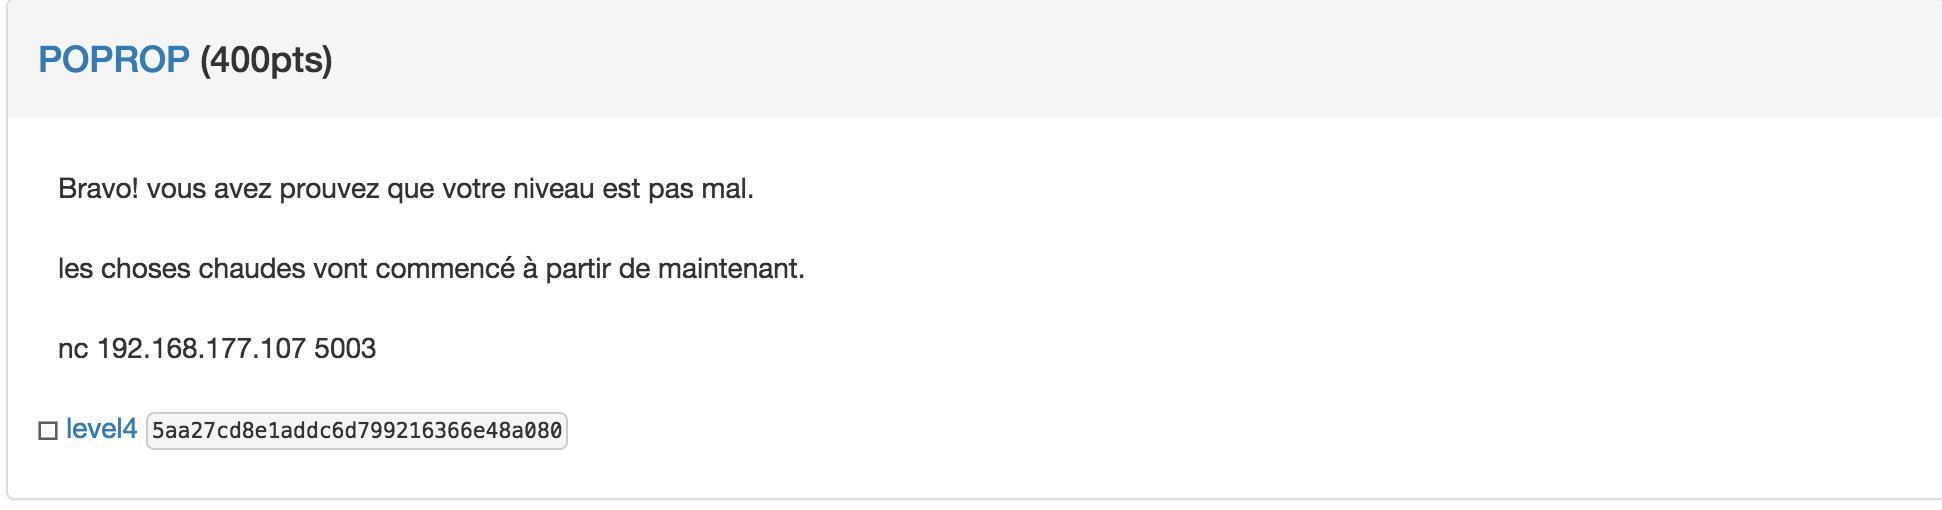 POPROP (400pts)
Bravo! vous avez prouvez que votre niveau est pas mal.
les choses chaudes vont commencé à partir de maintenant.
nc 192.168.177.107 5003
level4 5aa27cd8e1addc6d799216366e48a080